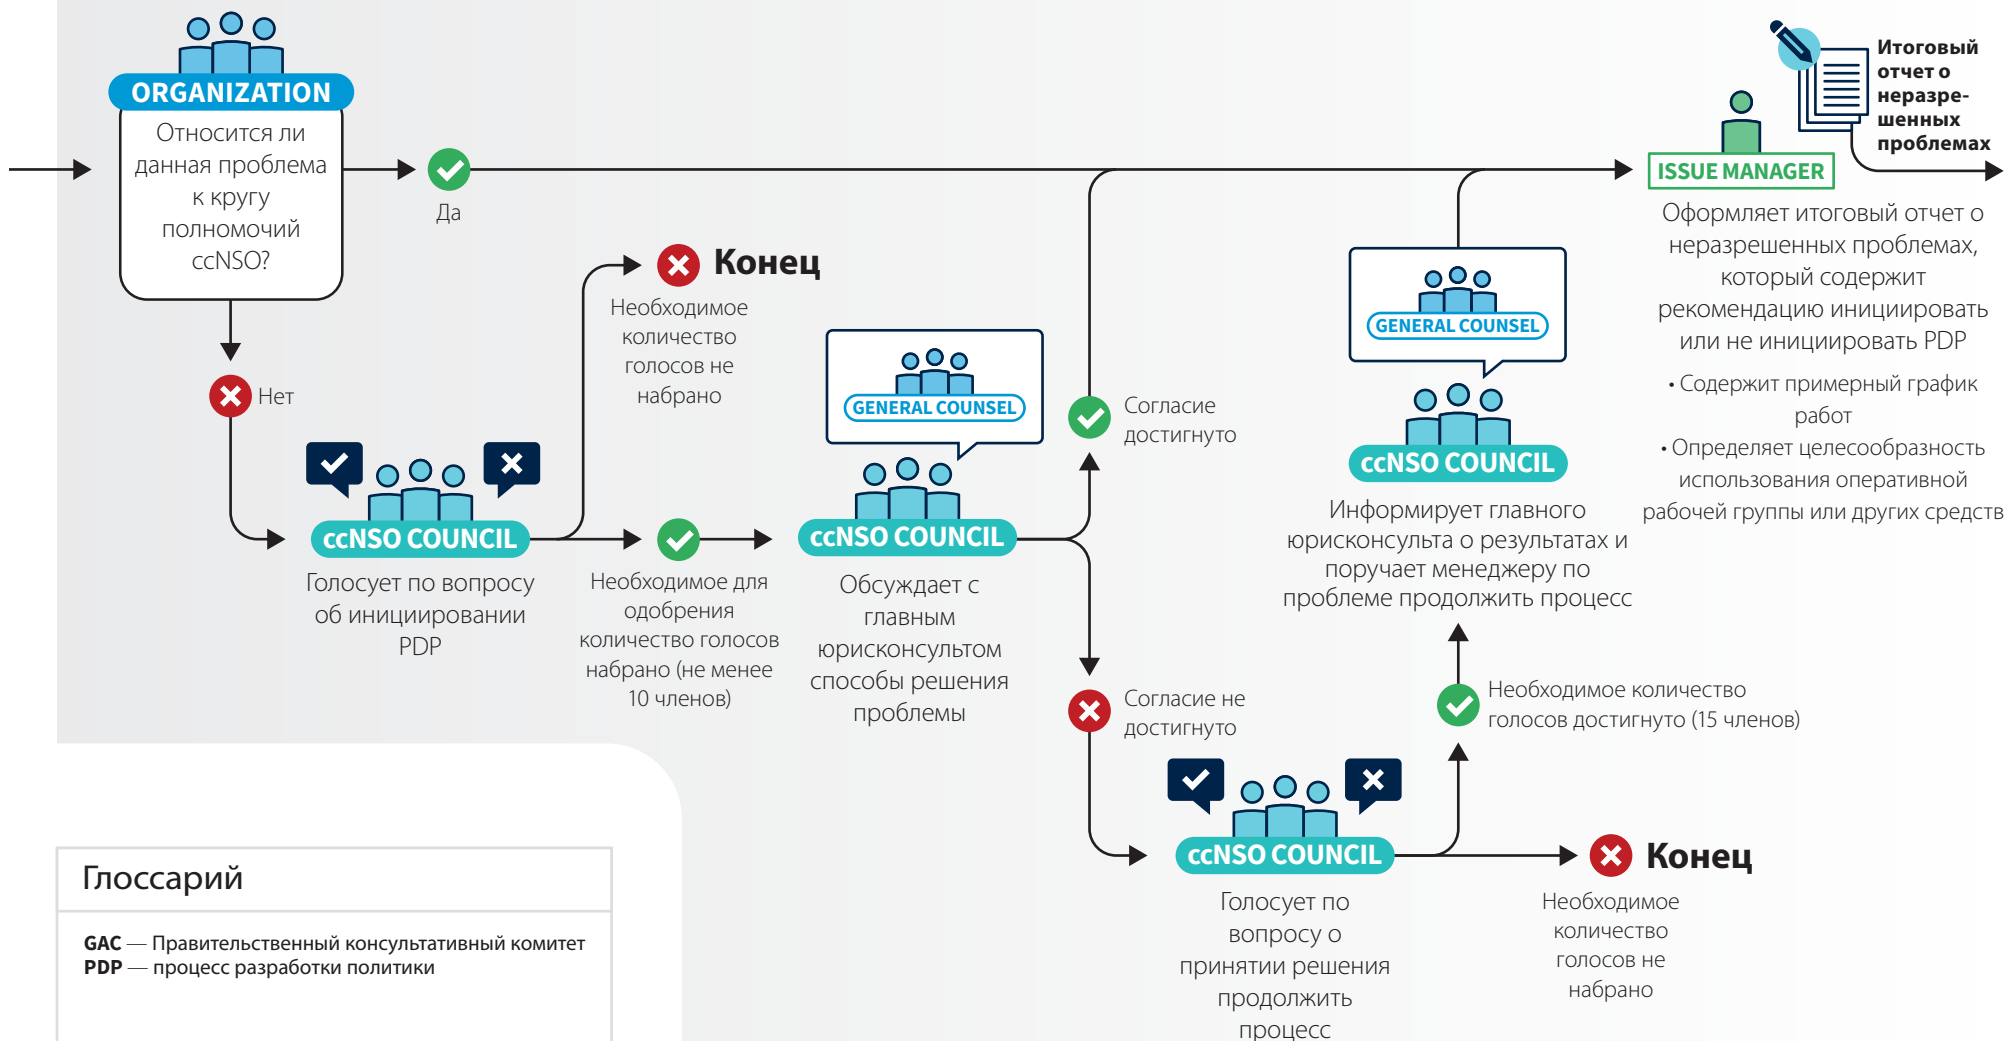 ORGANIZATION
Относится ли
данная проблема
к кругу
полномочий
ccNSO?
Да
Нет
ccNSO COUNCIL
Голосует по вопросу
об инициировании
PDP
Конец
Необходимое
количество
голосов не
набрано
Необходимое для
одобрения
количество голосов
набрано (не менее
10 членов)
GENERAL COUNSEL
ccNSO COUNCIL
Обсуждает с
главным
юрисконсультом
способы решения
проблемы
Согласие
достигнуто
Согласие не
достигнуто
ccNSO COUNCIL
Голосует по
вопросу о
принятии решения
продолжить
процесс
Конец
Необходимое
количество
голосов не
набрано
Необходимое количество
голосов достигнуто (15 членов)
GENERAL COUNSEL
ccNSO COUNCIL
Информирует главного
юрисконсульта о результатах и
поручает менеджеру по
проблеме продолжить процесс
ISSUE MANAGER
Оформляет итоговый отчет о
неразрешенных проблемах,
который содержит
рекомендацию инициировать
или не инициировать PDP
• Содержит примерный график
работ
• Определяет целесообразность
использования оперативной
рабочей группы или других средств
Итоговый
отчет о
неразре-
шенных
проблемах
Глоссарий
GAC — Правительственный консультативный комитет
PDP — процесс разработки политики